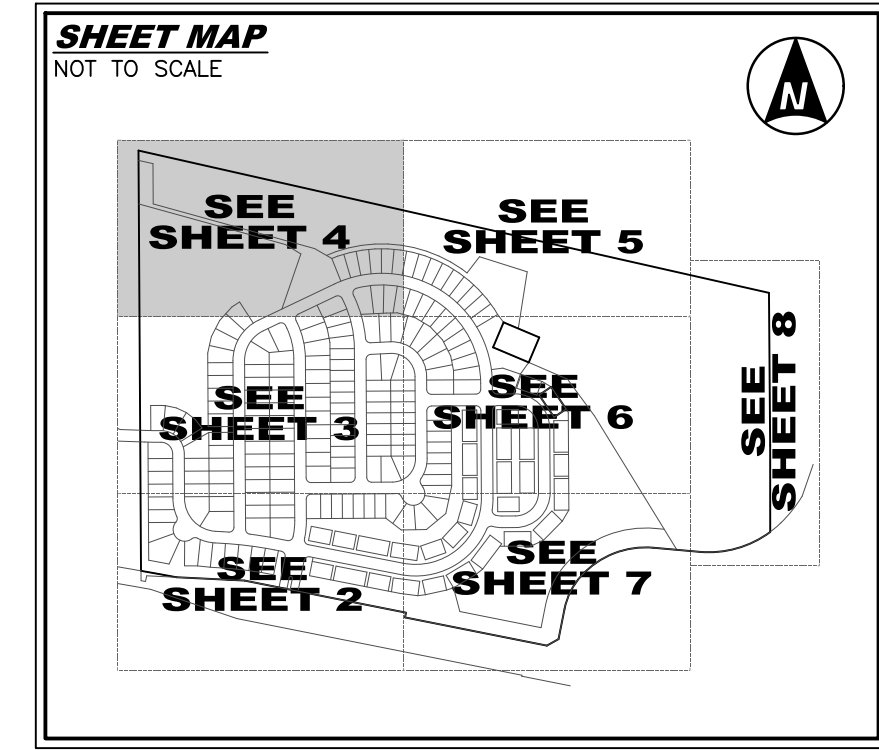 SHEET MAP
NOT TO SCALE
N
SEE
SHEET 4
SEE
SHEET 5
SEE
SHEET 3
SEE
SHEET 6
SEE
SHEET 8
SEE
SHEET 2
SEE
SHEET 7